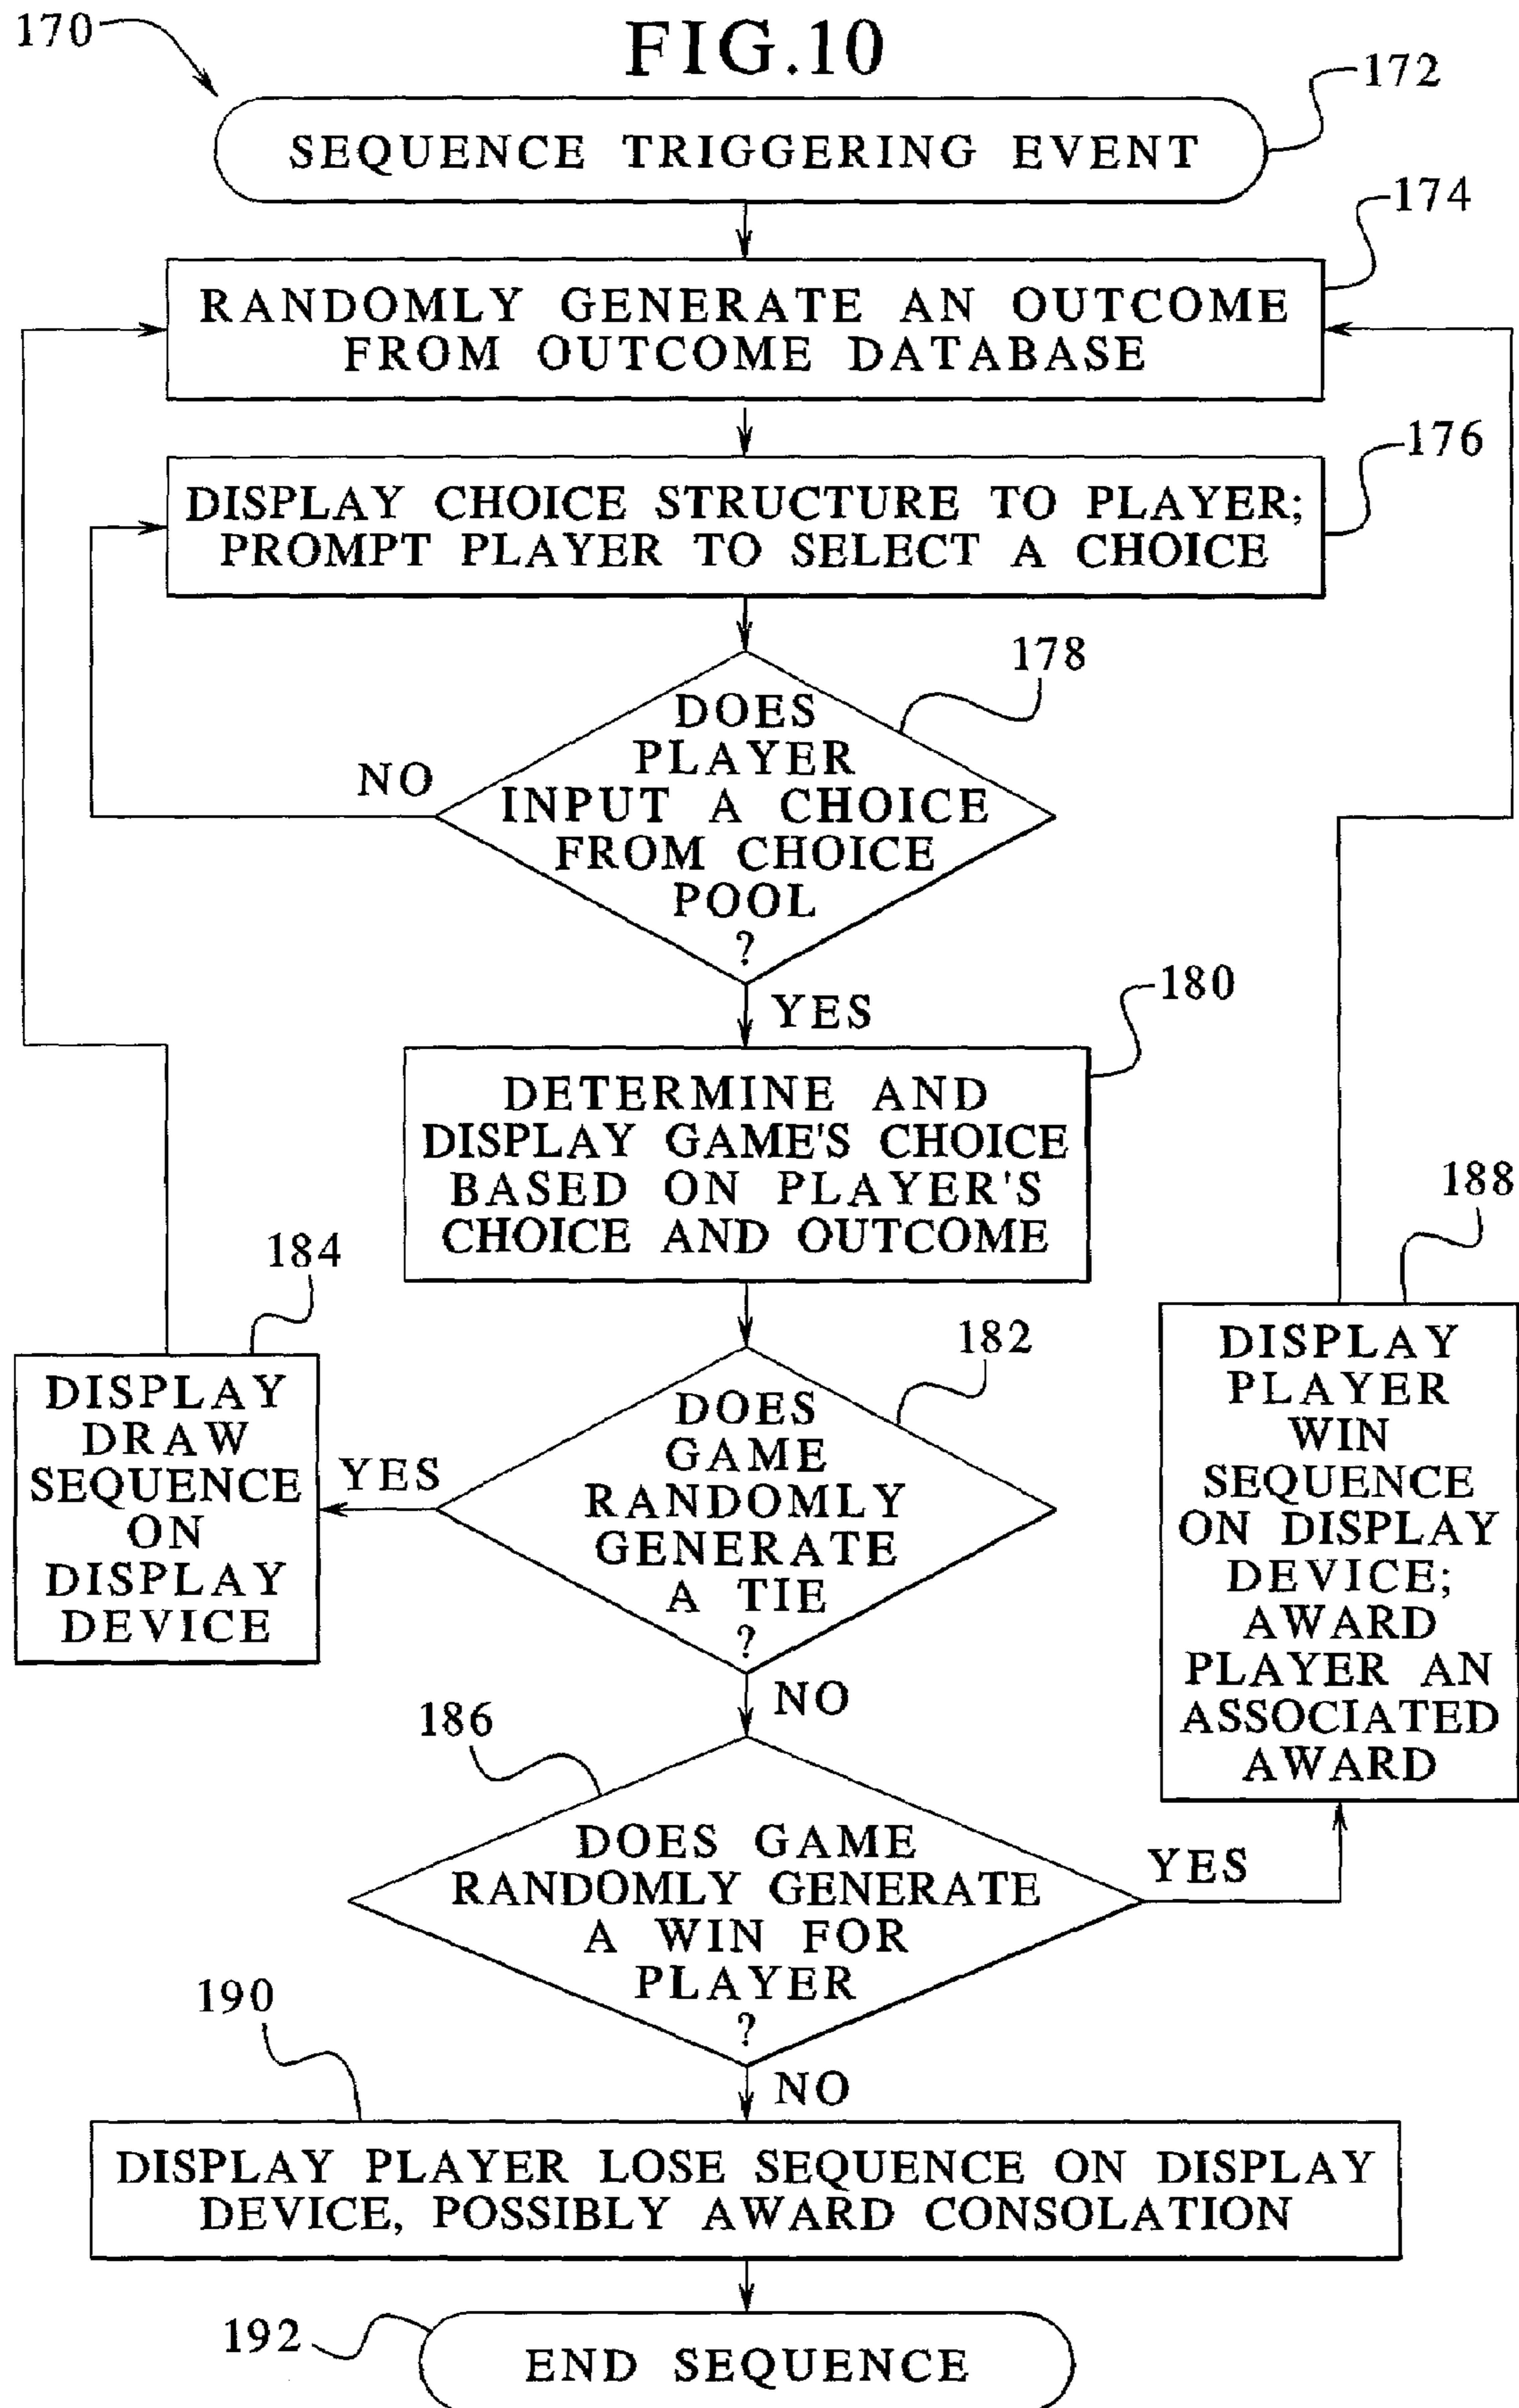 170
FIG.10
172
SEQUENCE TRIGGERING EVENT
174
RANDOMLY GENERATE AN OUTCOME
FROM OUTCOME DATABASE
176
DISPLAY CHOICE STRUCTURE TO PLAYER;
PROMPT PLAYER TO SELECT A CHOICE
178
DOES
PLAYER
INPUT A CHOICE
FROM CHOICE
POOL
?
NO
YES
180
DETERMINE AND
DISPLAY GAME'S CHOICE
BASED ON PLAYER'S
CHOICE AND OUTCOME
182
DOES
GAME
RANDOMLY
GENERATE
A TIE
?
YES
184
DISPLAY
DRAW
SEQUENCE
ON
DISPLAY
DEVICE
NO
186
DOES GAME
RANDOMLY GENERATE
A WIN FOR
PLAYER
?
YES
188
DISPLAY
PLAYER
WIN
SEQUENCE
ON DISPLAY
DEVICE;
AWARD
PLAYER AN
ASSOCIATED
AWARD
NO
190
DISPLAY PLAYER LOSE SEQUENCE ON DISPLAY
DEVICE, POSSIBLY AWARD CONSOLATION
192
END SEQUENCE